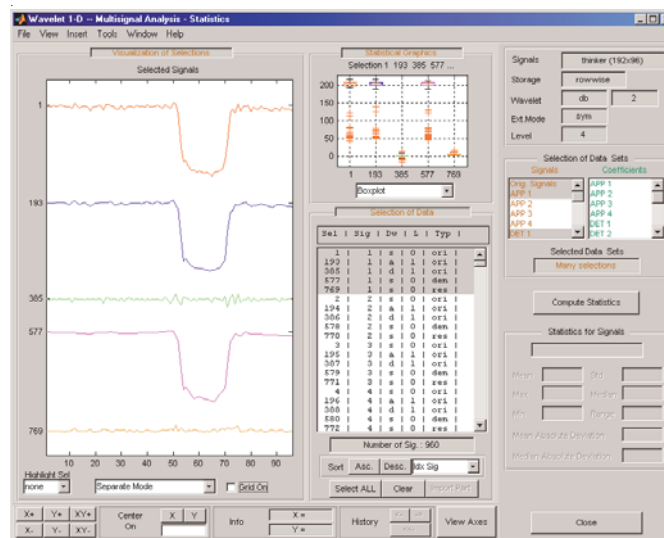 Wavelet 1-D -- Multisignal Analysis - Statistics
File View Insert Tools Window Help
Visualization of Selections
Selected Signals
1
193
385
577
769
10 20 30 40 50 60 70 80 90
Highlight Sel
none
Separate Mode
Grid On
Statistical Graphics
Selection 1 193 385 577 ...
200
150
100
50
0
1 193 385 577 769
Boxplot
Selection of Data
Sel | Sig | Dw | L | Typ |
1 | 1 | s | 0 | ori |
193 | 1 | a | 1 | ori |
385 | 1 | d | 1 | ori |
577 | 1 | s | 0 | den |
769 | 1 | s | 0 | res |
2 | 2 | s | 0 | ori |
194 | 2 | a | 1 | ori |
386 | 2 | d | 1 | ori |
578 | 2 | s | 0 | den |
770 | 2 | s | 0 | res |
3 | 3 | s | 0 | ori |
195 | 3 | a | 1 | ori |
387 | 3 | d | 1 | ori |
579 | 3 | s | 0 | den |
771 | 3 | s | 0 | res |
4 | 4 | s | 0 | ori |
196 | 4 | a | 1 | ori |
388 | 4 | d | 1 | ori |
580 | 4 | s | 0 | den |
772 | 4 | s | 0 | res |
Number of Sig.: 960
Sort Asc. Desc. Idx Sig
Select ALL Clear Import Part.
Signals thinker (192x96)
Storage rowwise
Wavelet db 2
Ext.Mode sym
Level 4
Selection of Data Sets
Signals Coefficients
Orig. Signals APP 1
APP 1 APP 2
APP 2 APP 3
APP 3 APP 4
APP 4 DET 1
DET 1 DET 2
Selected Data Sets
Many selections
Compute Statistics
Statistics for Signals
Mean Std
Max Median
Min Range
Mean Absolute Deviation
Median Absolute Deviation
X+ Y+ XY+
X- Y- XY-
Center On X Y
Info X =
Y =
History <- ->
<<-
View Axes
Close